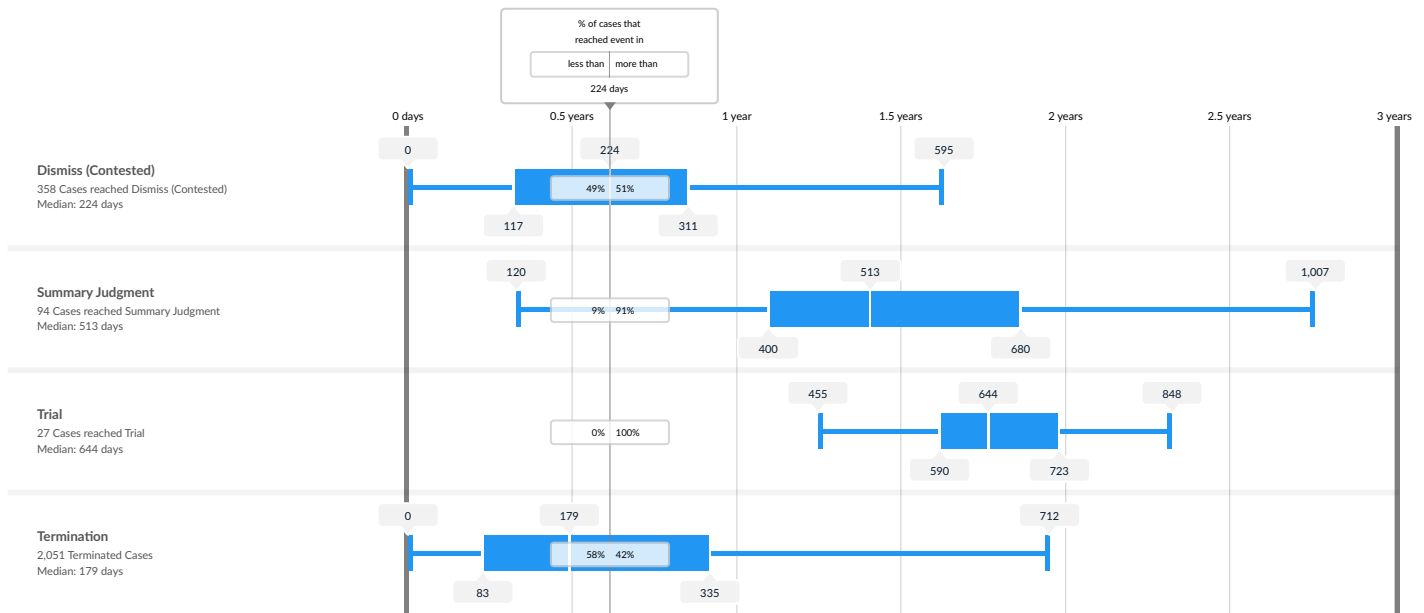 % of cases that
reached event in
less than more than
224 days
0 days 0.5 years 1 year 1.5 years 2 years 2.5 years 3 years
0 224 595
Dismiss (Contested)
358 Cases reached Dismiss (Contested)
49% 51%
Median: 224 days
117 311
120 513 1,007
Summary Judgment
94 Cases reached Summary Judgment
9% 91%
Median: 513 days
400 680
455 644 848
Trial
27 Cases reached Trial
0% 100%
Median: 644 days
590 723
0 179 712
Termination
2,051 Terminated Cases
58% 42%
Median: 179 days
83 335